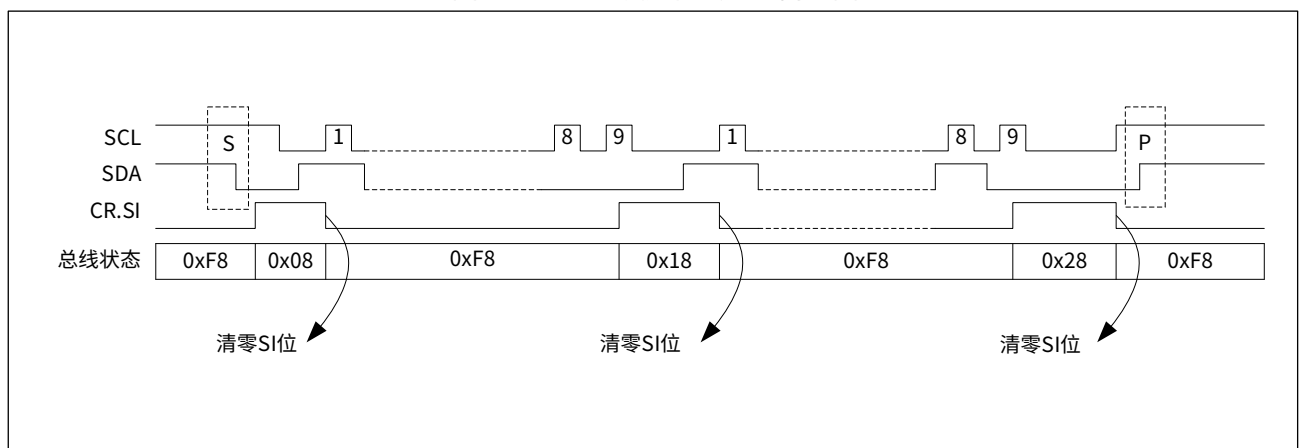 SCL S 1 8 9 1 8 9 P
SDA
CR.SI
总线状态 0xF8 0x08 0xF8 0x18 0xF8 0x28 0xF8
清零SI位 清零SI位 清零SI位